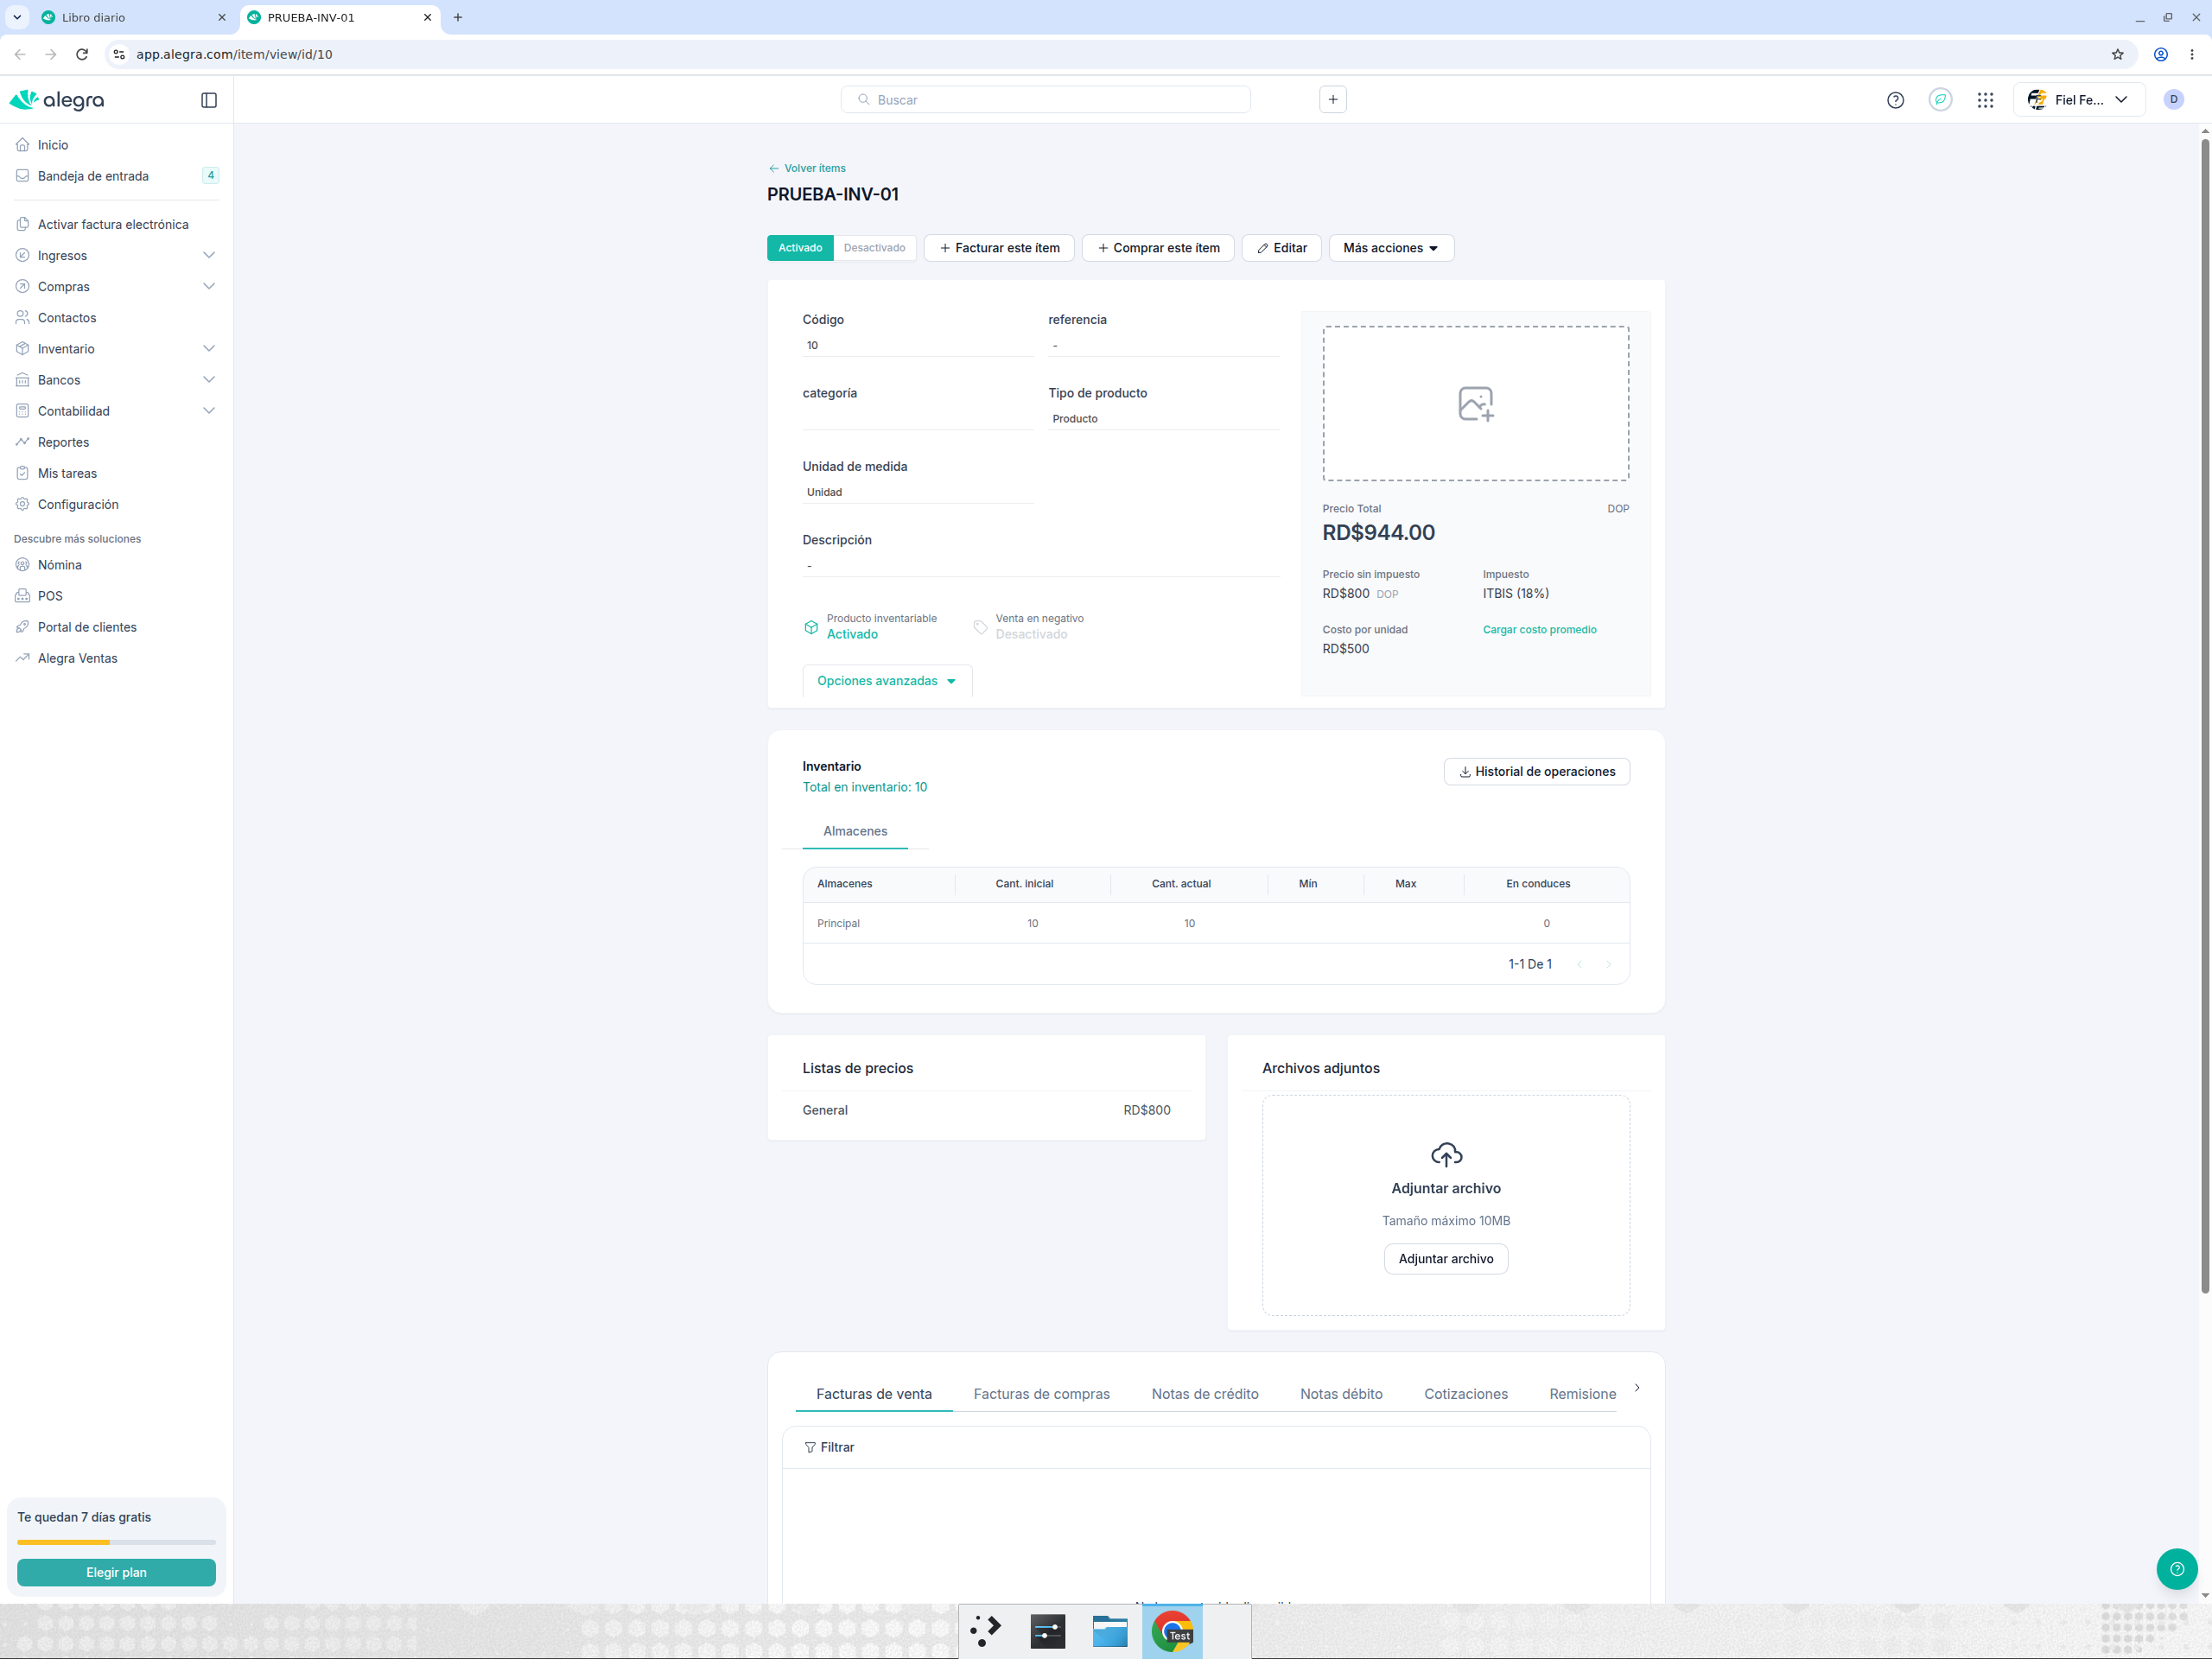 Libro diario
PRUEBA-INV-01
app.alegra.com/item/view/id/10
alegra
Buscar
Fiel Fe...
D
Inicio
Bandeja de entrada
4
Activar factura electrónica
Ingresos
Compras
Contactos
Inventario
Bancos
Contabilidad
Reportes
Mis tareas
Configuración
Descubre más soluciones
Nómina
POS
Portal de clientes
Alegra Ventas
Te quedan 7 días gratis
Elegir plan
Volver ítems
PRUEBA-INV-01
Activado
Desactivado
Facturar este ítem
Comprar este ítem
Editar
Más acciones
Código
referencia
10
-
categoría
Tipo de producto
Producto
Unidad de medida
Unidad
Descripción
-
Producto inventariable
Activado
Venta en negativo
Desactivado
Opciones avanzadas
Precio Total
DOP
RD$944.00
Precio sin impuesto
Impuesto
RD$800 DOP
ITBIS (18%)
Costo por unidad
Cargar costo promedio
RD$500
Inventario
Total en inventario: 10
Historial de operaciones
Almacenes
Almacenes Cant. inicial Cant. actual Mín Max En conduces
Principal 10 10 0
1-1 De 1
Listas de precios
General RD$800
Archivos adjuntos
Adjuntar archivo
Tamaño máximo 10MB
Adjuntar archivo
Facturas de venta
Facturas de compras
Notas de crédito
Notas débito
Cotizaciones
Remisione
Filtrar
Test